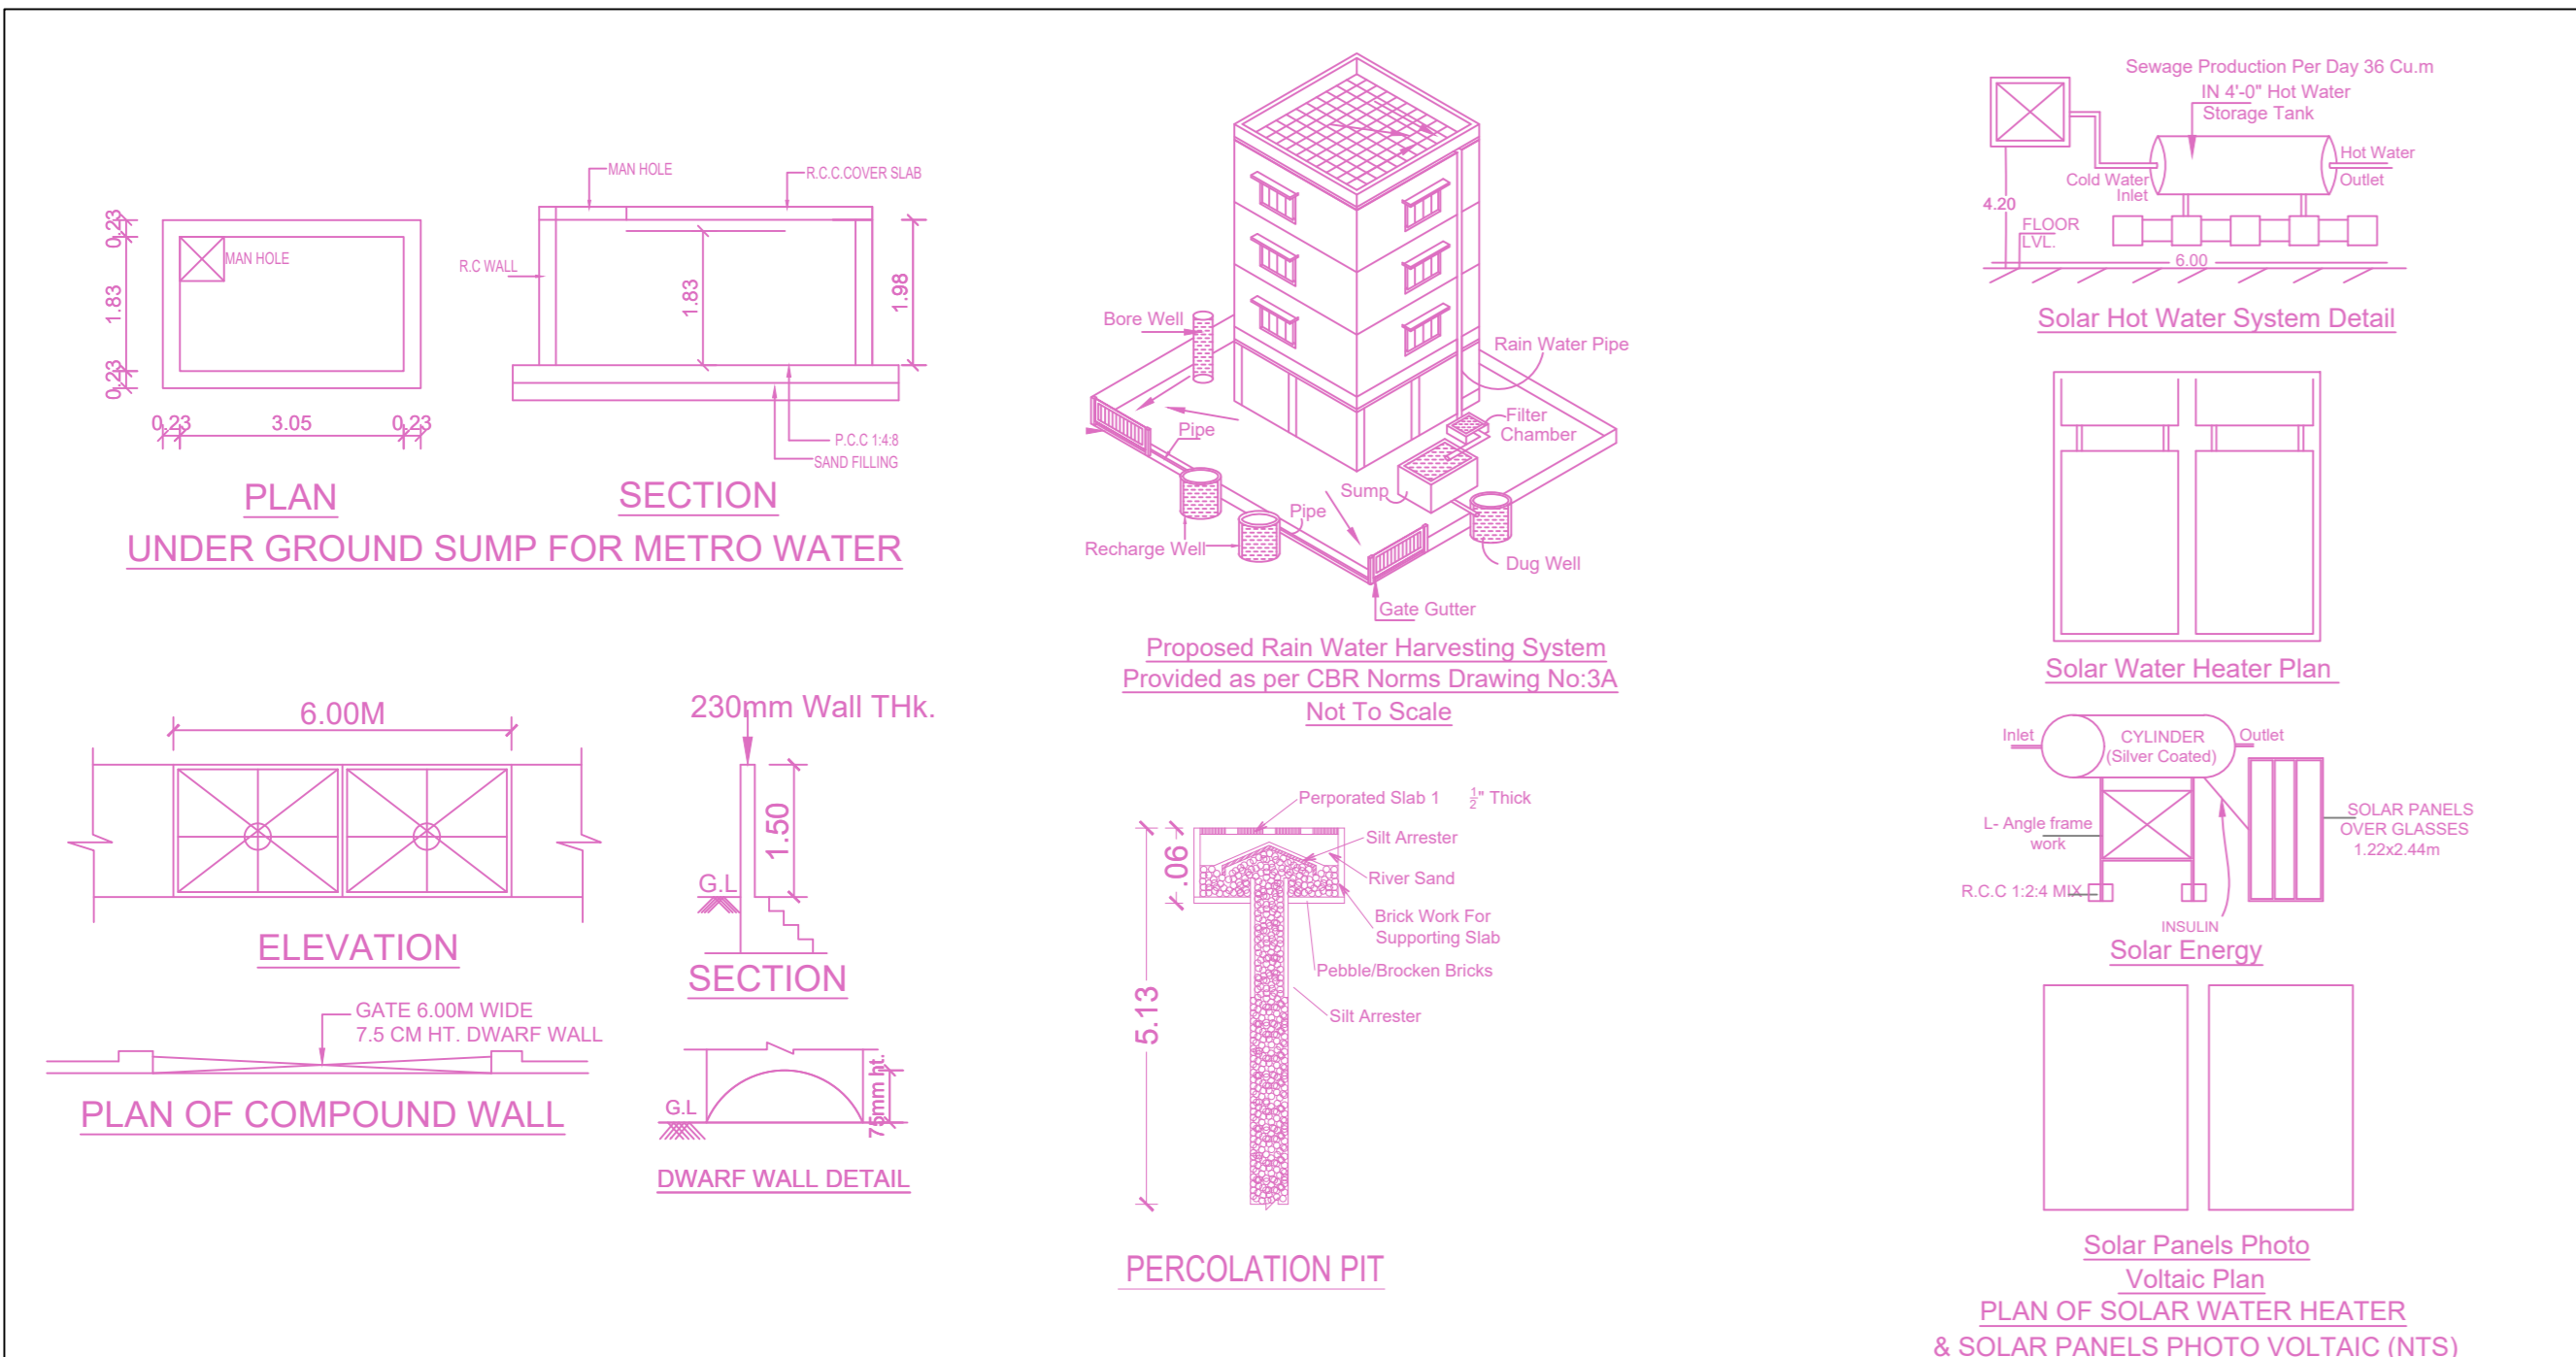 MAN HOLE
0.23
1.83
0.23
0.23
3.05
0.23
PLAN
MAN HOLE
R.C.C.COVER SLAB
R.C WALL
1.83
1.98
P.C.C 1:4:8
SAND FILLING
SECTION
UNDER GROUND SUMP FOR METRO WATER
6.00M
ELEVATION
230mm Wall THk.
1.50
G.L
SECTION
GATE 6.00M WIDE
7.5 CM HT. DWARF WALL
PLAN OF COMPOUND WALL
G.L
75mm ht.
DWARF WALL DETAIL
Bore Well
Rain Water Pipe
Filter
Chamber
Pipe
Sump
Pipe
Recharge Well
Dug Well
Gate Gutter
Proposed Rain Water Harvesting System
Provided as per CBR Norms Drawing No:3A
Not To Scale
Perporated Slab 1 1/2" Thick
Silt Arrester
.06
River Sand
Brick Work For
Supporting Slab
Pebble/Brocken Bricks
5.13
Silt Arrester
PERCOLATION PIT
Sewage Production Per Day 36 Cu.m
IN 4'-0" Hot Water
Storage Tank
Hot Water
Outlet
Cold Water
Inlet
4.20
FLOOR
LVL.
6.00
Solar Hot Water System Detail
Solar Water Heater Plan
Inlet
CYLINDER
(Silver Coated)
Outlet
L- Angle frame
work
SOLAR PANELS
OVER GLASSES
1.22x2.44m
R.C.C 1:2:4 MIX
INSULIN
Solar Energy
Solar Panels Photo
Voltaic Plan
PLAN OF SOLAR WATER HEATER
& SOLAR PANELS PHOTO VOLTAIC (NTS)